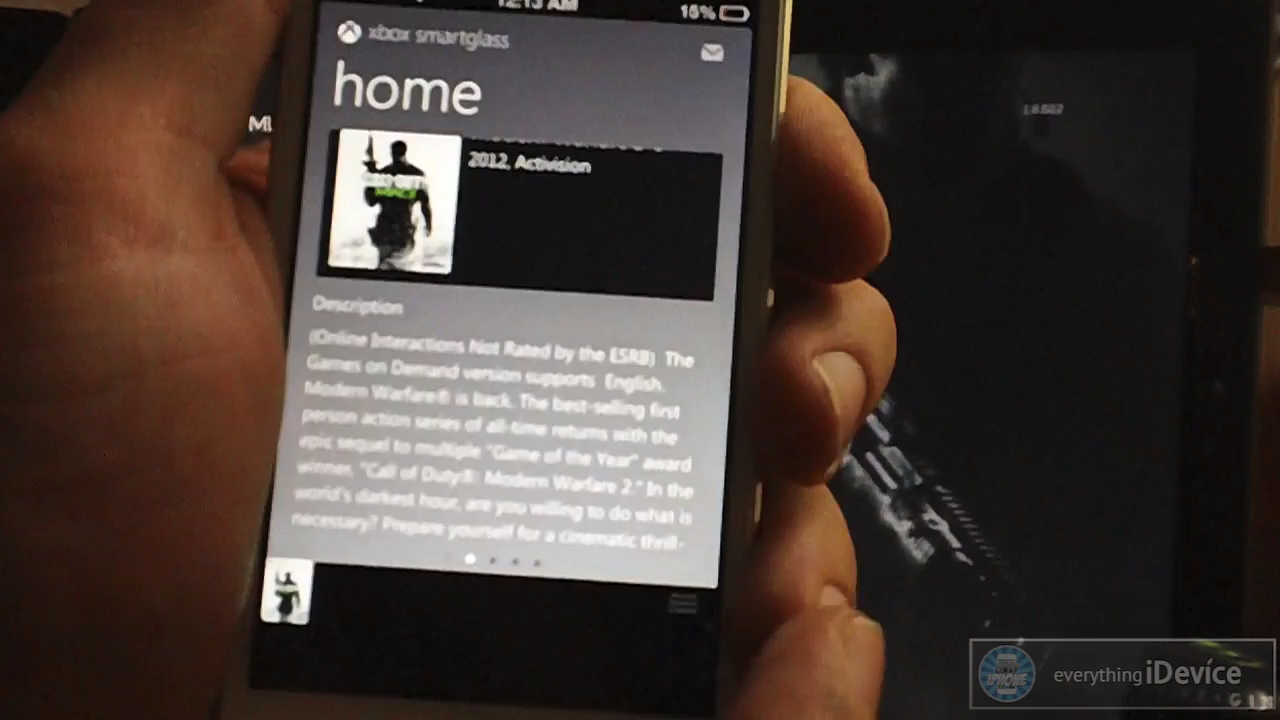 12:13 AM
15%
xbox smartglass
home
2012, Activision
MW3
Description
(Online Interactions Not Rated by the ESRB) The
Games on Demand version supports English.
Modern Warfare® is back. The best-selling first
person action series of all-time returns with the
epic sequel to multiple "Game of the Year" award
winner, "Call of Duty®: Modern Warfare 2." In the
world's darkest hour, are you willing to do what is
necessary? Prepare yourself for a cinematic thrill-
IPHONE
everything iDevice